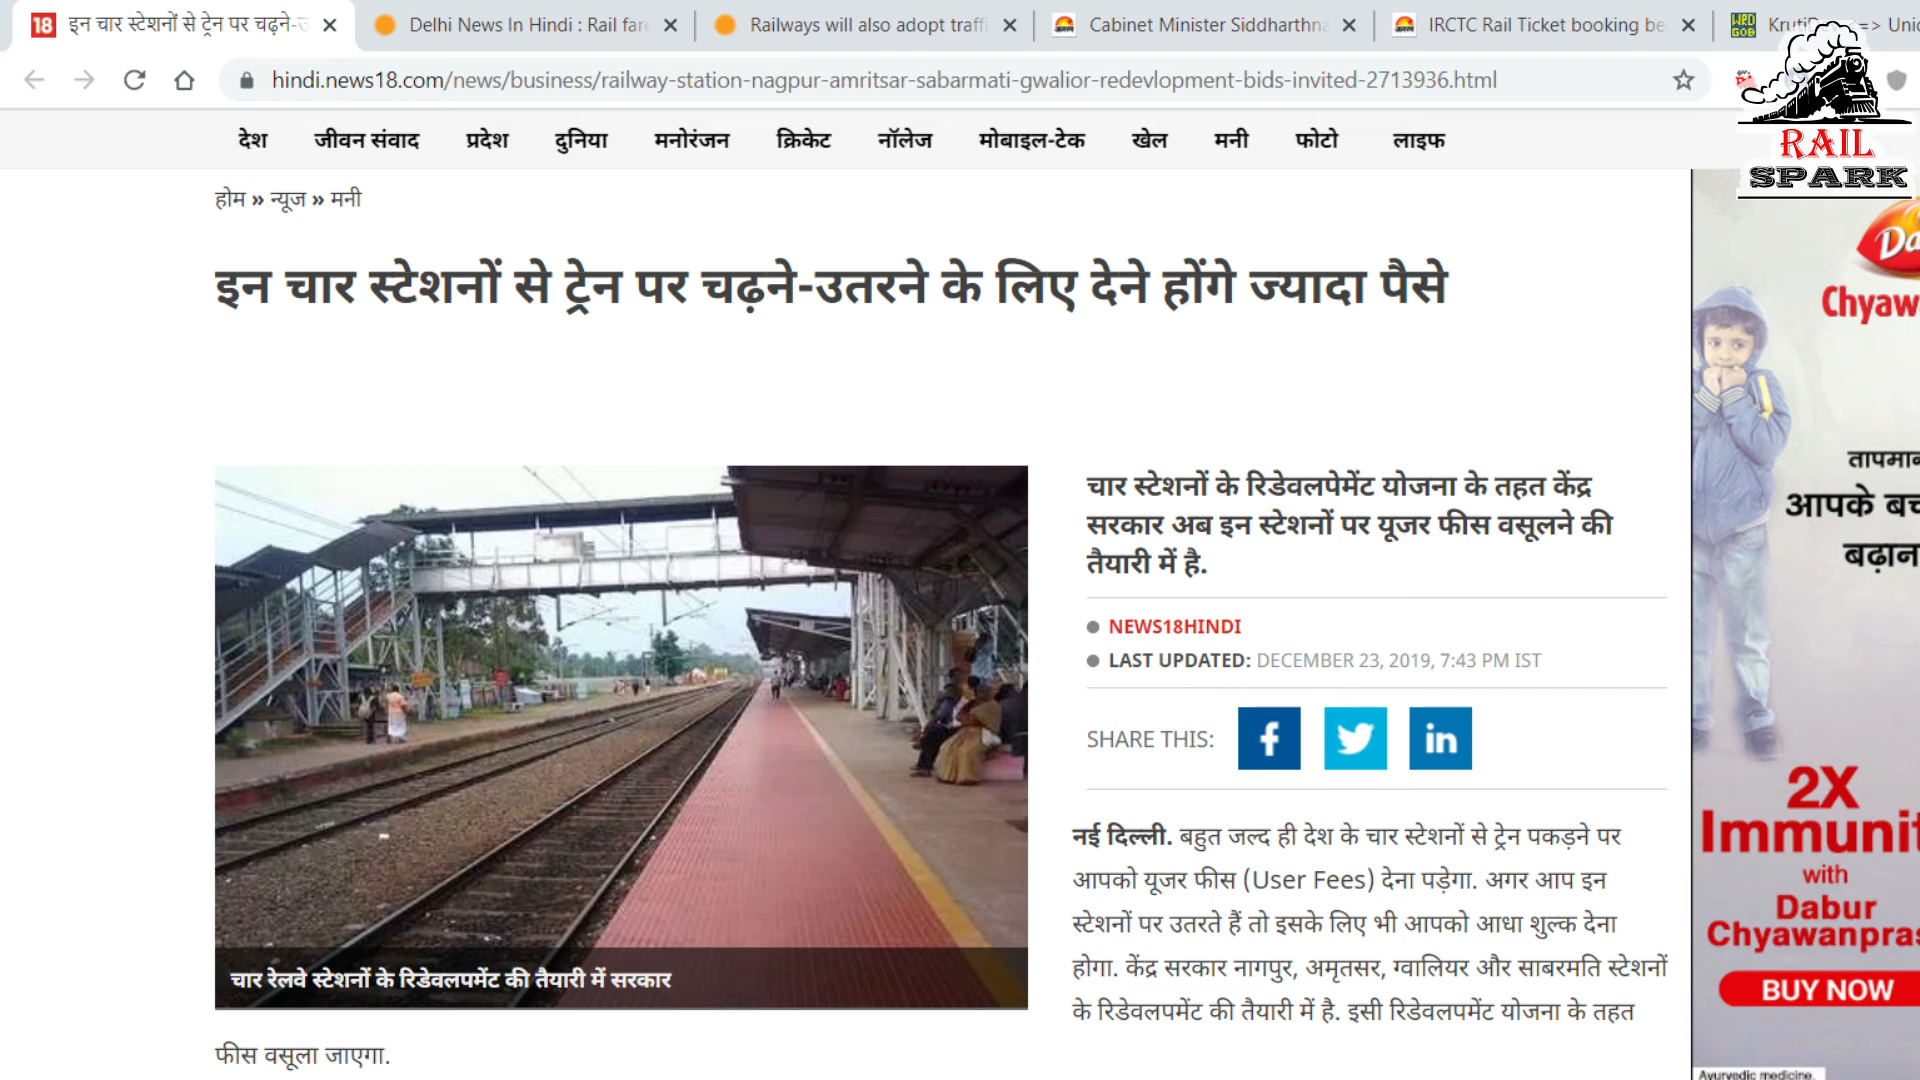 इन चार स्टेशनों से ट्रेन पर चढ़ने-उ
Delhi News In Hindi : Rail fare
Railways will also adopt traffi
Cabinet Minister Siddharthna
IRCTC Rail Ticket booking be
=> Unic
hindi.news18.com/news/business/railway-station-nagpur-amritsar-sabarmati-gwalior-redevlopment-bids-invited-2713936.html
RAIL
SPARK
देश जीवन संवाद प्रदेश दुनिया मनोरंजन क्रिकेट नॉलेज मोबाइल-टेक खेल मनी फोटो लाइफ
होम » न्यूज » मनी
इन चार स्टेशनों से ट्रेन पर चढ़ने-उतरने के लिए देने होंगे ज्यादा पैसे
चार स्टेशनों के रिडेवलपेमेंट योजना के तहत केंद्र
सरकार अब इन स्टेशनों पर यूजर फीस वसूलने की
तैयारी में है.
NEWS18HINDI
LAST UPDATED: DECEMBER 23, 2019, 7:43 PM IST
SHARE THIS:
चार रेलवे स्टेशनों के रिडेवलपमेंट की तैयारी में सरकार
नई दिल्ली. बहुत जल्द ही देश के चार स्टेशनों से ट्रेन पकड़ने पर
आपको यूजर फीस (User Fees) देना पड़ेगा. अगर आप इन
स्टेशनों पर उतरते हैं तो इसके लिए भी आपको आधा शुल्क देना
होगा. केंद्र सरकार नागपुर, अमृतसर, ग्वालियर और साबरमति स्टेशनों
के रिडेवलपमेंट की तैयारी में है. इसी रिडेवलपमेंट योजना के तहत
फीस वसूला जाएगा.
Da
Chyaw
तापमा
आपके बच
बढ़ान
2X
Immunit
with
Dabur
Chyawanpras
BUY NOW
Ayurvedic medicine.